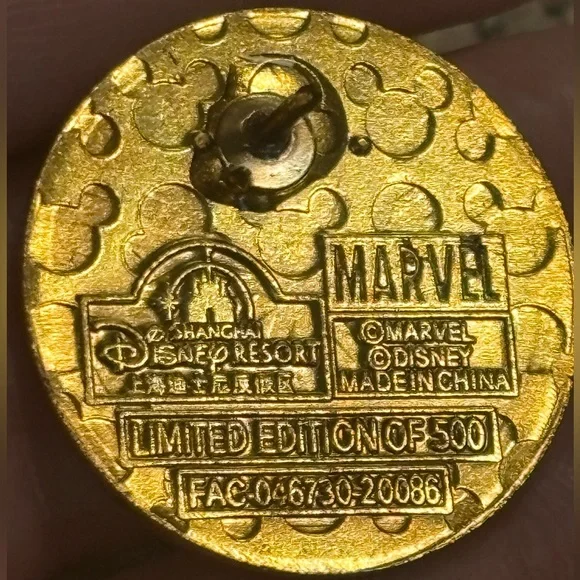 MARVEL
SHANGHAI
Disney RESORT
上海迪士尼度假区
©MARVEL
©DISNEY
MADE IN CHINA
LIMITED EDITION OF 500
FAC-046730-20086